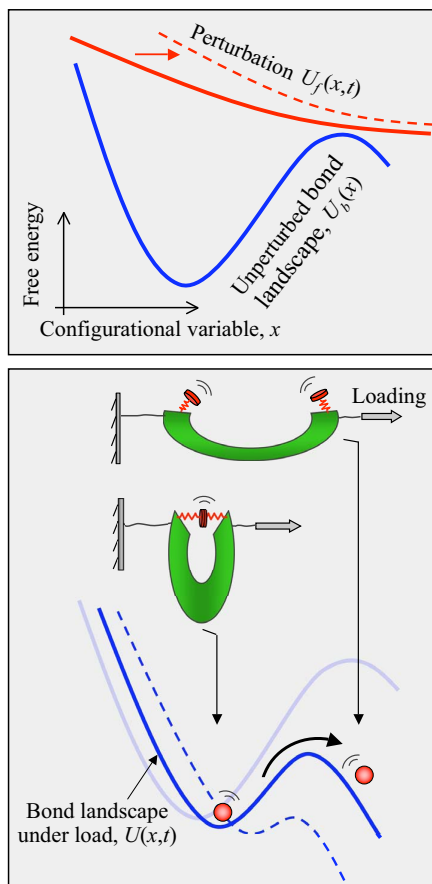 Perturbation U_f(x,t)
Unperturbed bond
landscape, U_b(x)
Free energy
Configurational variable, x
Loading
Bond landscape
under load, U(x,t)